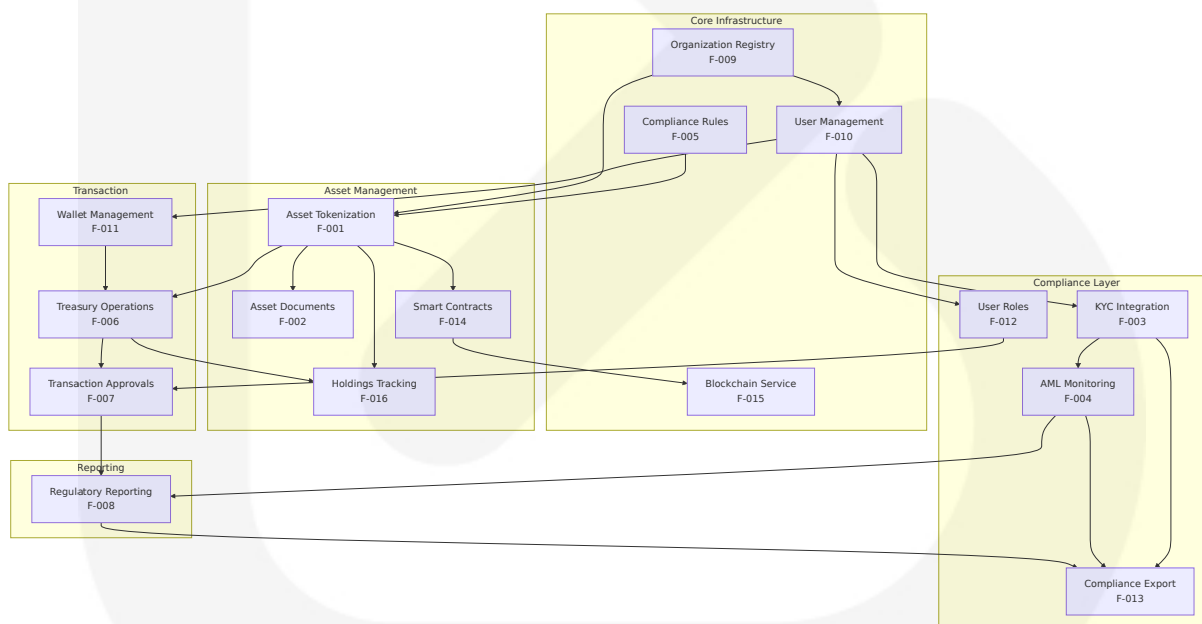 Core Infrastructure
Organization Registry
F-009
Compliance Rules
F-005
User Management
F-010
Transaction
Wallet Management
F-011
Asset Management
Asset Tokenization
F-001
Treasury Operations
F-006
Asset Documents
F-002
Smart Contracts
F-014
Compliance Layer
User Roles
F-012
KYC Integration
F-003
Transaction Approvals
F-007
Holdings Tracking
F-016
Blockchain Service
F-015
AML Monitoring
F-004
Reporting
Regulatory Reporting
F-008
Compliance Export
F-013